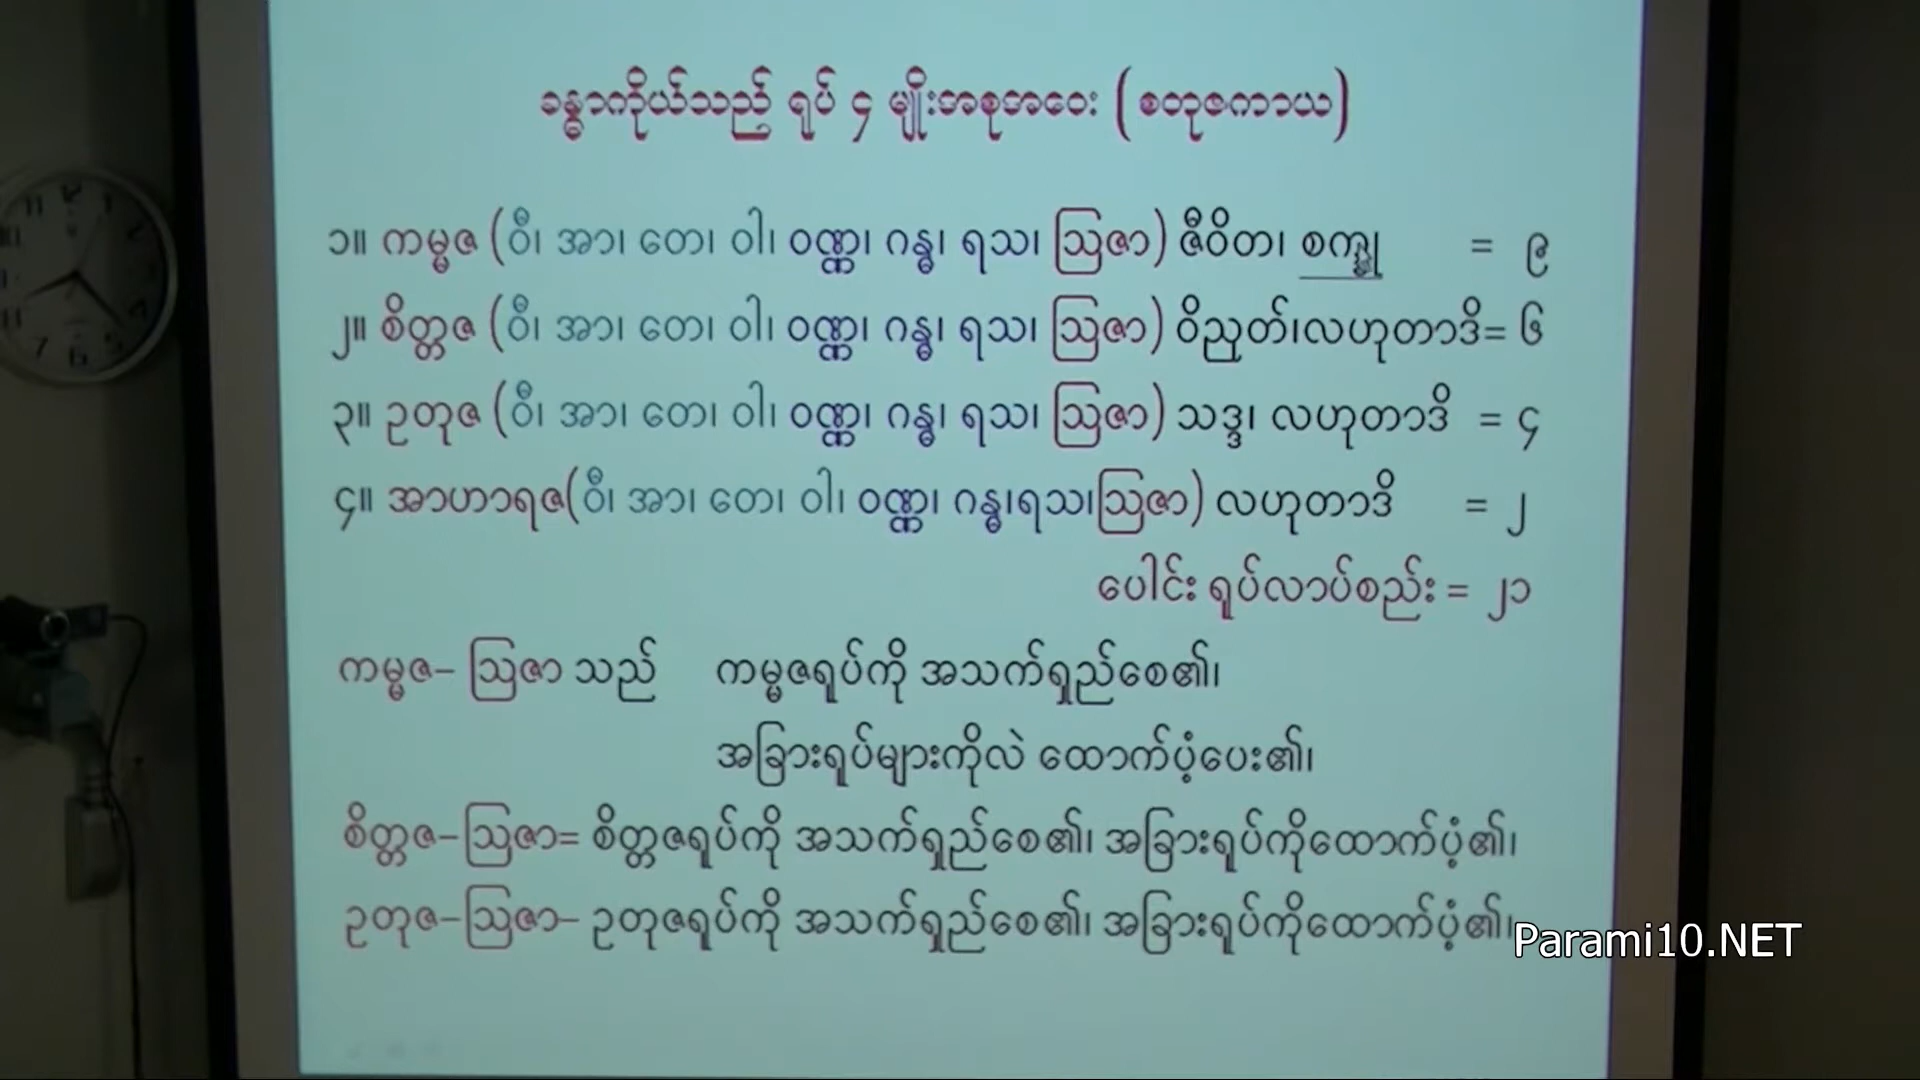 ခန္ဓာကိုယ်သည် ရုပ် ၄ မျိုးအစုအဝေး ( စတုဇကာယ)
၁။ ကမ္မဇ (ဝီ၊ အာ၊ တေ၊ ဝါ၊ ဝဏ္ဏ၊ ဂန္ဓ၊ ရသ၊ ဩဇာ) ဇီဝိတ၊ စက္ခု = ၉
၂။ စိတ္တဇ (ဝီ၊ အာ၊ တေ၊ ဝါ၊ ဝဏ္ဏ၊ ဂန္ဓ၊ ရသ၊ ဩဇာ) ဝိညတ်၊လဟုတာဒိ= ၆
၃။ ဥတုဇ (ဝီ၊ အာ၊ တေ၊ ဝါ၊ ဝဏ္ဏ၊ ဂန္ဓ၊ ရသ၊ ဩဇာ) သဒ္ဒ၊ လဟုတာဒိ = ၄
၄။ အာဟာရဇ(ဝီ၊ အာ၊ တေ၊ ဝါ၊ ဝဏ္ဏ၊ ဂန္ဓ၊ရသ၊ဩဇာ) လဟုတာဒိ = ၂
ပေါင်း ရုပ်လာပ်စည်း = ၂၁
ကမ္မဇ– ဩဇာ သည် ကမ္မဇရုပ်ကို အသက်ရှည်စေ၏၊
အခြားရုပ်များကိုလဲ ထောက်ပံ့ပေး၏၊
စိတ္တဇ–ဩဇာ= စိတ္တဇရုပ်ကို အသက်ရှည်စေ၏၊ အခြားရုပ်ကိုထောက်ပံ့၏၊
ဥတုဇ–ဩဇာ– ဥတုဇရုပ်ကို အသက်ရှည်စေ၏၊ အခြားရုပ်ကိုထောက်ပံ့၏၊
Parami10.NET